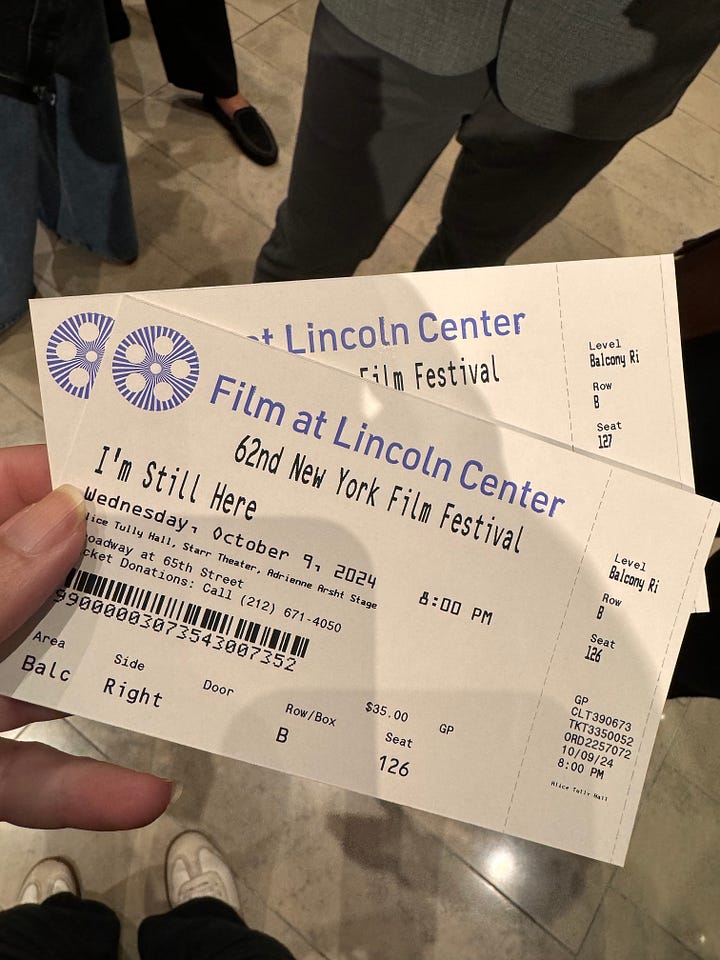 at Lincoln Center
Film Festival
Level
Balcony Ri
Row
B
Seat
127
Film at Lincoln Center
62nd New York Film Festival
I'm Still Here
Wednesday, October 9, 2024
8:00 PM
lice Tully Hall, Starr Theater, Adrienne Arsht Stage
oadway at 65th Street
cket Donations: Call (212) 671-4050
99000003073543007352
Area
Balc
Side
Right
Door
Row/Box
B
$35.00
Seat
126
GP
Level
Balcony Ri
Row
B
Seat
126
GP
CLT390673
TKT3350052
ORD2257072
10/09/24
8:00 PM
Alice Tully Hall